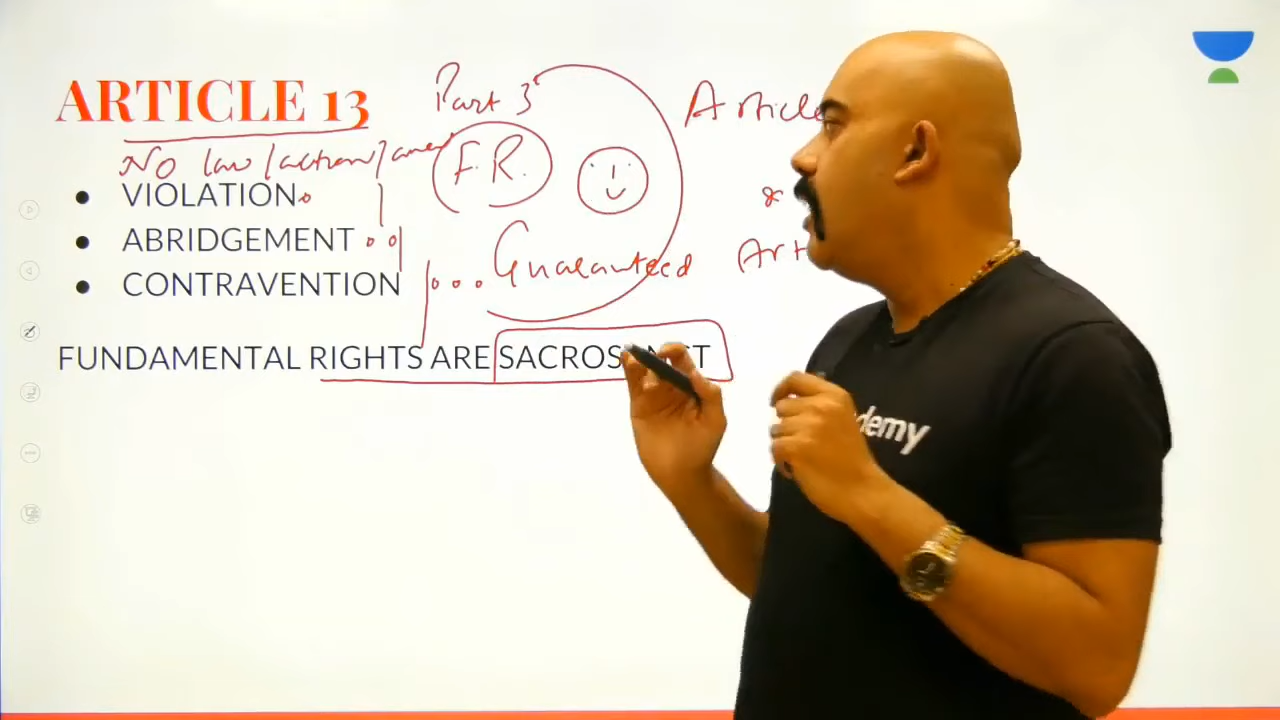 ARTICLE 13
Part 3
Article
No law / action /
F.R.
• VIOLATION
• ABRIDGEMENT
Guaranteed
Art
• CONTRAVENTION
FUNDAMENTAL RIGHTS ARE SACROS
demy